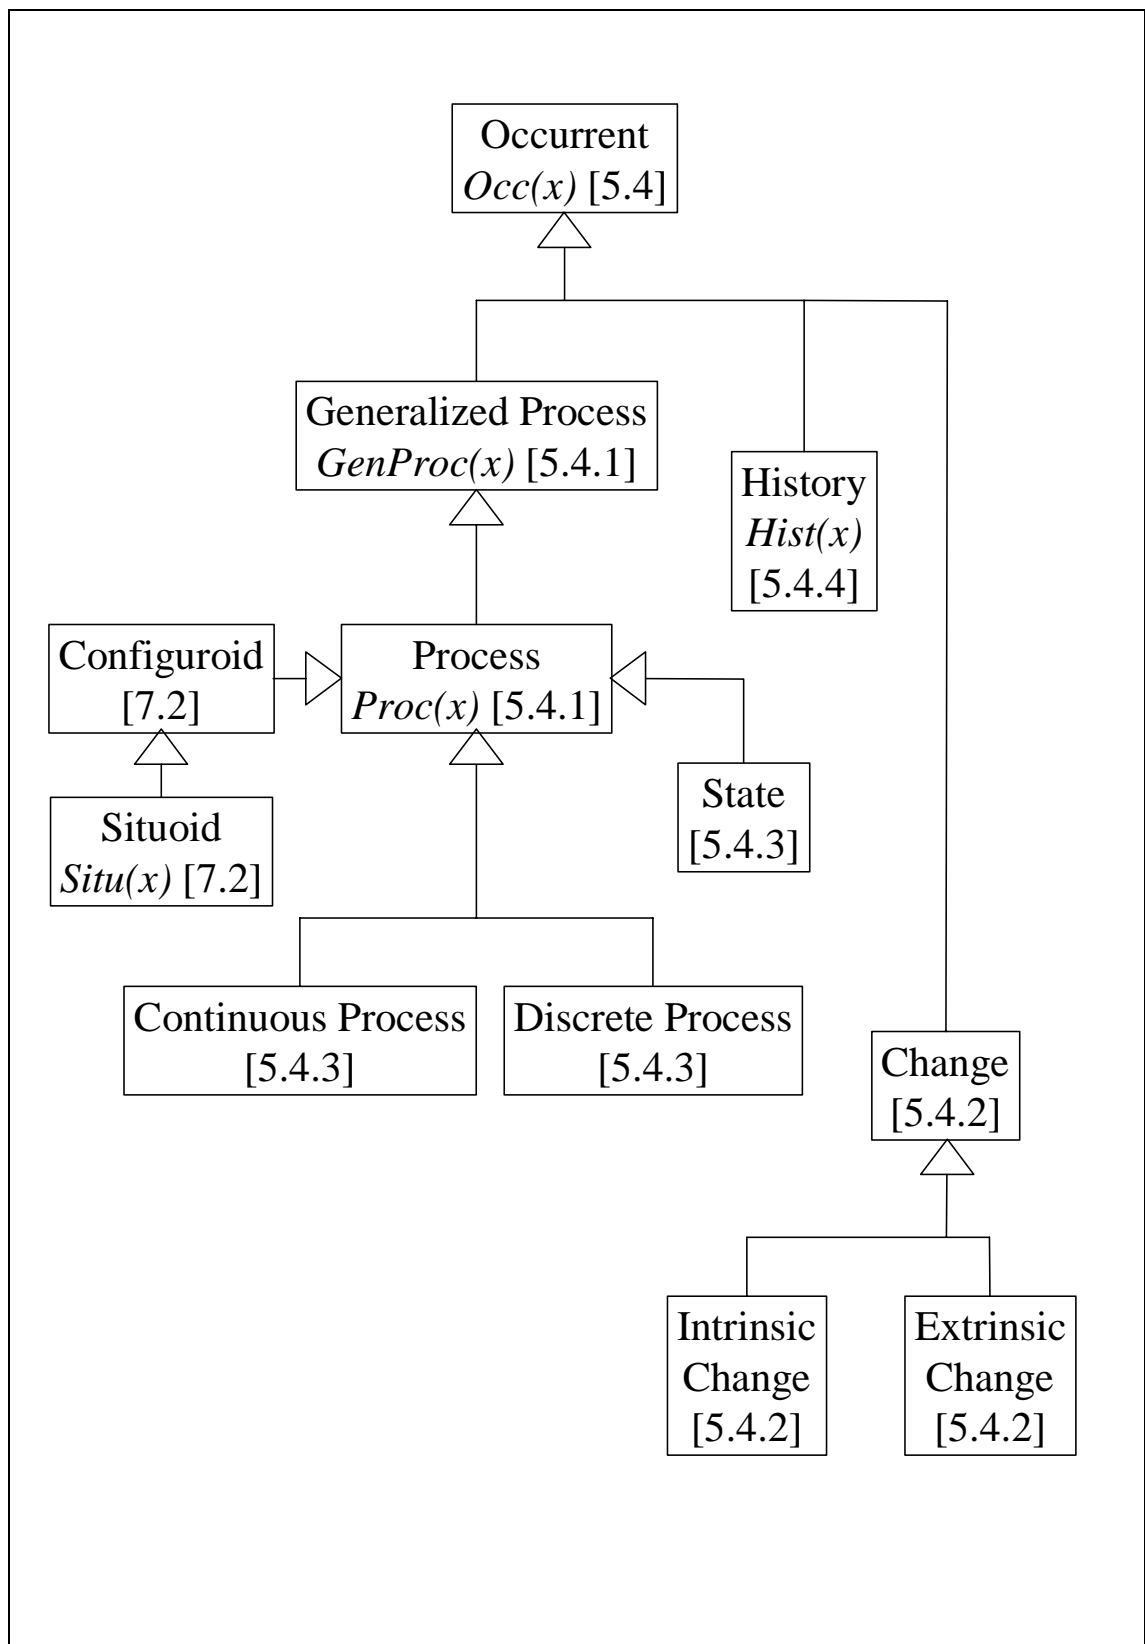 Occurrent
Occ(x) [5.4]
Generalized Process
GenProc(x) [5.4.1]
History
Hist(x)
[5.4.4]
Configuroid
[7.2]
Process
Proc(x) [5.4.1]
State
[5.4.3]
Situoid
Situ(x) [7.2]
Continuous Process
[5.4.3]
Discrete Process
[5.4.3]
Change
[5.4.2]
Intrinsic
Change
[5.4.2]
Extrinsic
Change
[5.4.2]